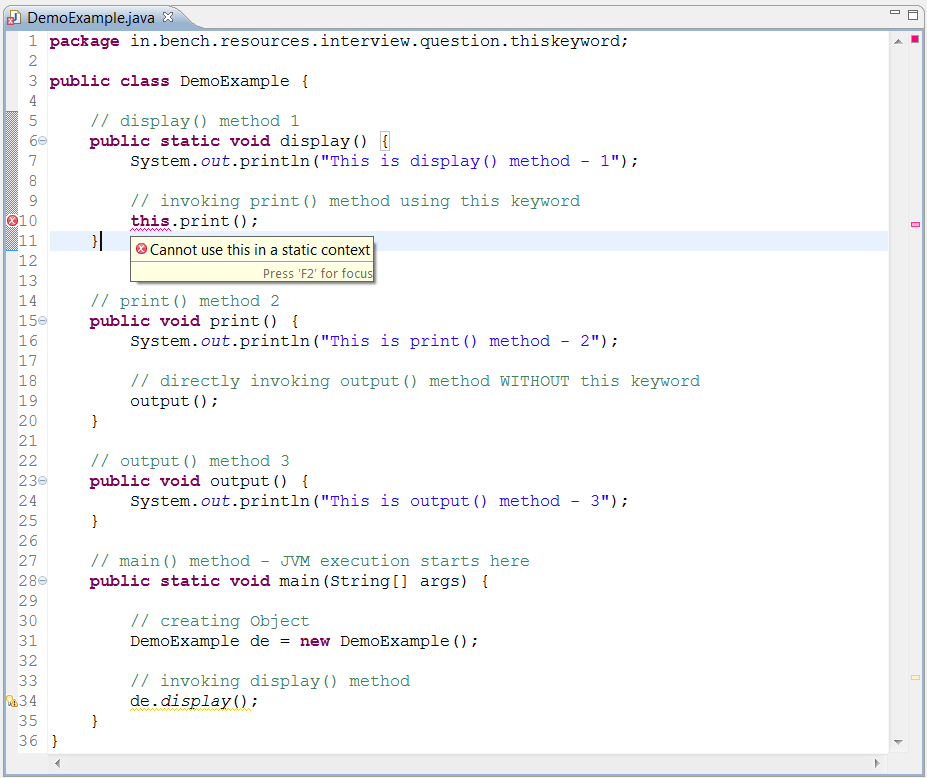 DemoExample.java
1 package in.bench.resources.interview.question.thiskeyword;
2
3 public class DemoExample {
4
5     // display() method 1
6     public static void display() {
7         System.out.println("This is display() method - 1");
8
9         // invoking print() method using this keyword
10         this.print();
11     }
Cannot use this in a static context
Press 'F2' for focus
12
13
14     // print() method 2
15     public void print() {
16         System.out.println("This is print() method - 2");
17
18         // directly invoking output() method WITHOUT this keyword
19         output();
20     }
21
22     // output() method 3
23     public void output() {
24         System.out.println("This is output() method - 3");
25     }
26
27     // main() method - JVM execution starts here
28     public static void main(String[] args) {
29
30         // creating Object
31         DemoExample de = new DemoExample();
32
33         // invoking display() method
34         de.display();
35     }
36 }